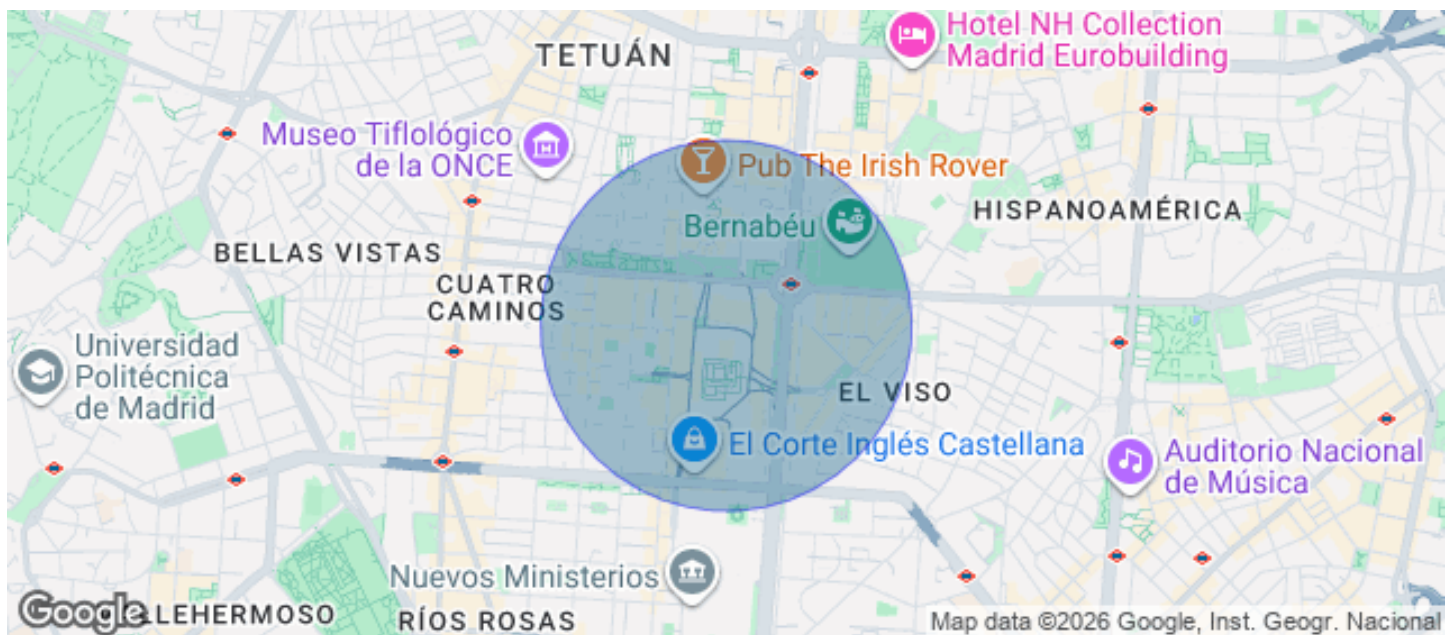 Hotel NH Collection
Madrid Eurobuilding
TETUÁN
Museo Tiflológico
de la ONCE
Pub The Irish Rover
HISPANOAMÉRICA
Bernabéu
BELLAS VISTAS
CUATRO
CAMINOS
Universidad
Politécnica
de Madrid
EL VISO
El Corte Inglés Castellana
Auditorio Nacional
de Música
Nuevos Ministerios
Google
RÍOS ROSAS
Map data ©2026 Google, Inst. Geogr. Nacional